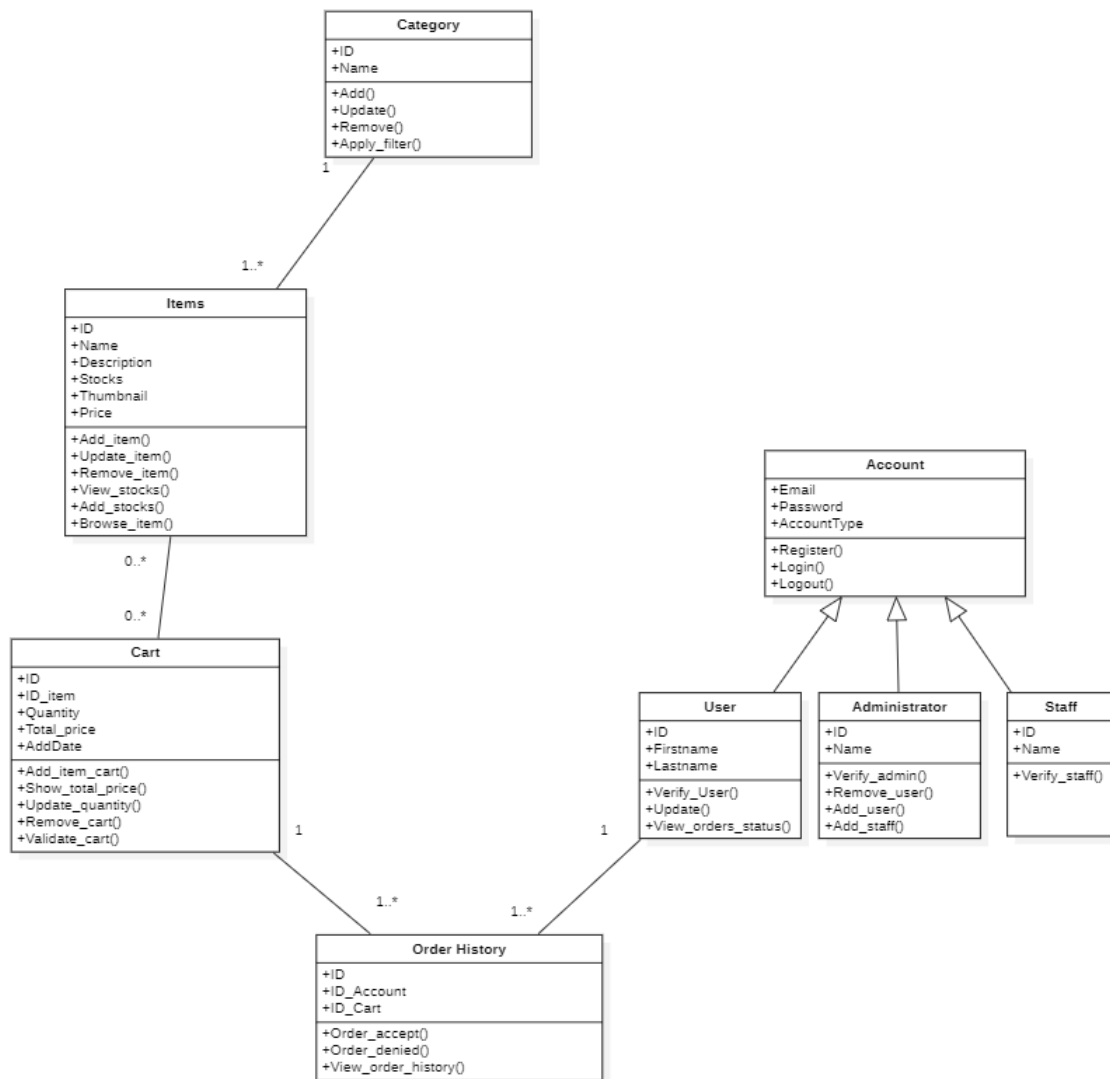 Category
+ID
+Name
+Add()
+Update()
+Remove()
+Apply_filter()
1
1..*
Items
+ID
+Name
+Description
+Stocks
+Thumbnail
+Price
+Add_item()
+Update_item()
+Remove_item()
+View_stocks()
+Add_stocks()
+Browse_item()
0..*
0..*
Cart
+ID
+ID_item
+Quantity
+Total_price
+AddDate
+Add_item_cart()
+Show_total_price()
+Update_quantity()
+Remove_cart()
+Validate_cart()
1
1..*
Account
+Email
+Password
+AccountType
+Register()
+Login()
+Logout()
User
+ID
+Firstname
+Lastname
+Verify_User()
+Update()
+View_orders_status()
Administrator
+ID
+Name
+Verify_admin()
+Remove_user()
+Add_user()
+Add_staff()
Staff
+ID
+Name
+Verify_staff()
1
1..*
Order History
+ID
+ID_Account
+ID_Cart
+Order_accept()
+Order_denied()
+View_order_history()